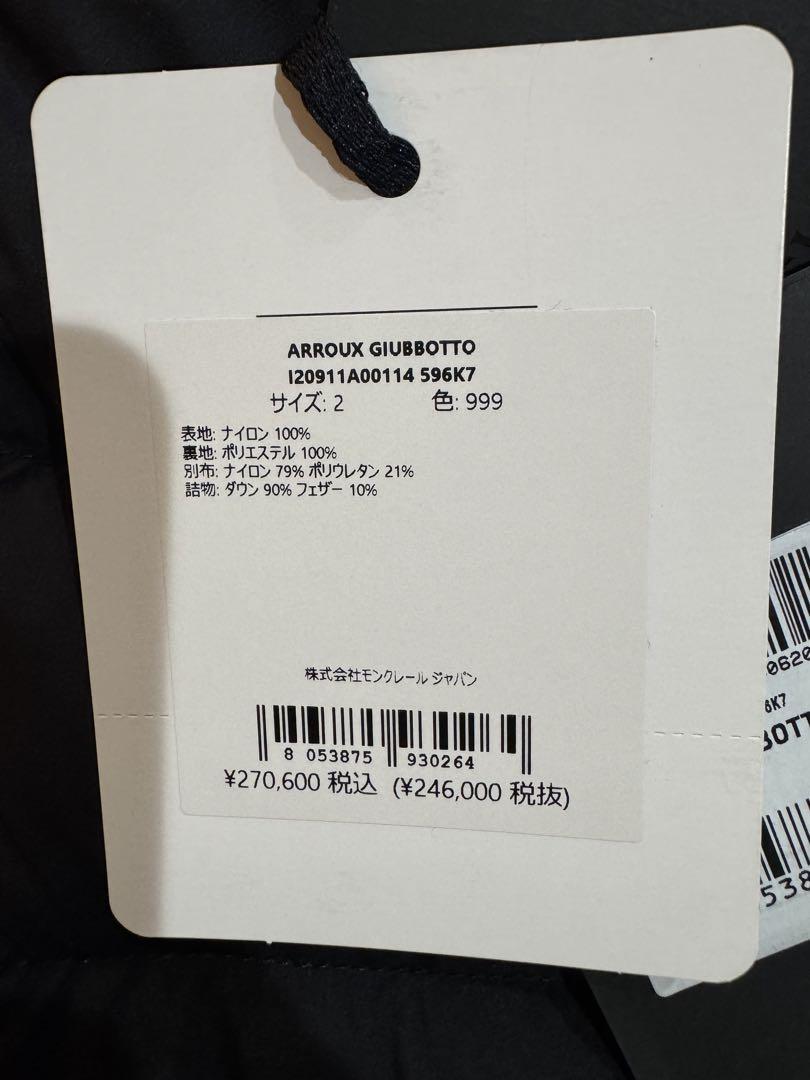 ARROUX GIUBBOTTO
I20911A00114 596K7
サイズ: 2 色: 999
表地: ナイロン 100%
裏地: ポリエステル 100%
別布: ナイロン 79% ポリウレタン 21%
詰物: ダウン 90% フェザー 10%
株式会社モンクレール ジャパン
8 053875 930264
¥270,600 税込 (¥246,000 税抜)
0620
6K7
BOTT
538